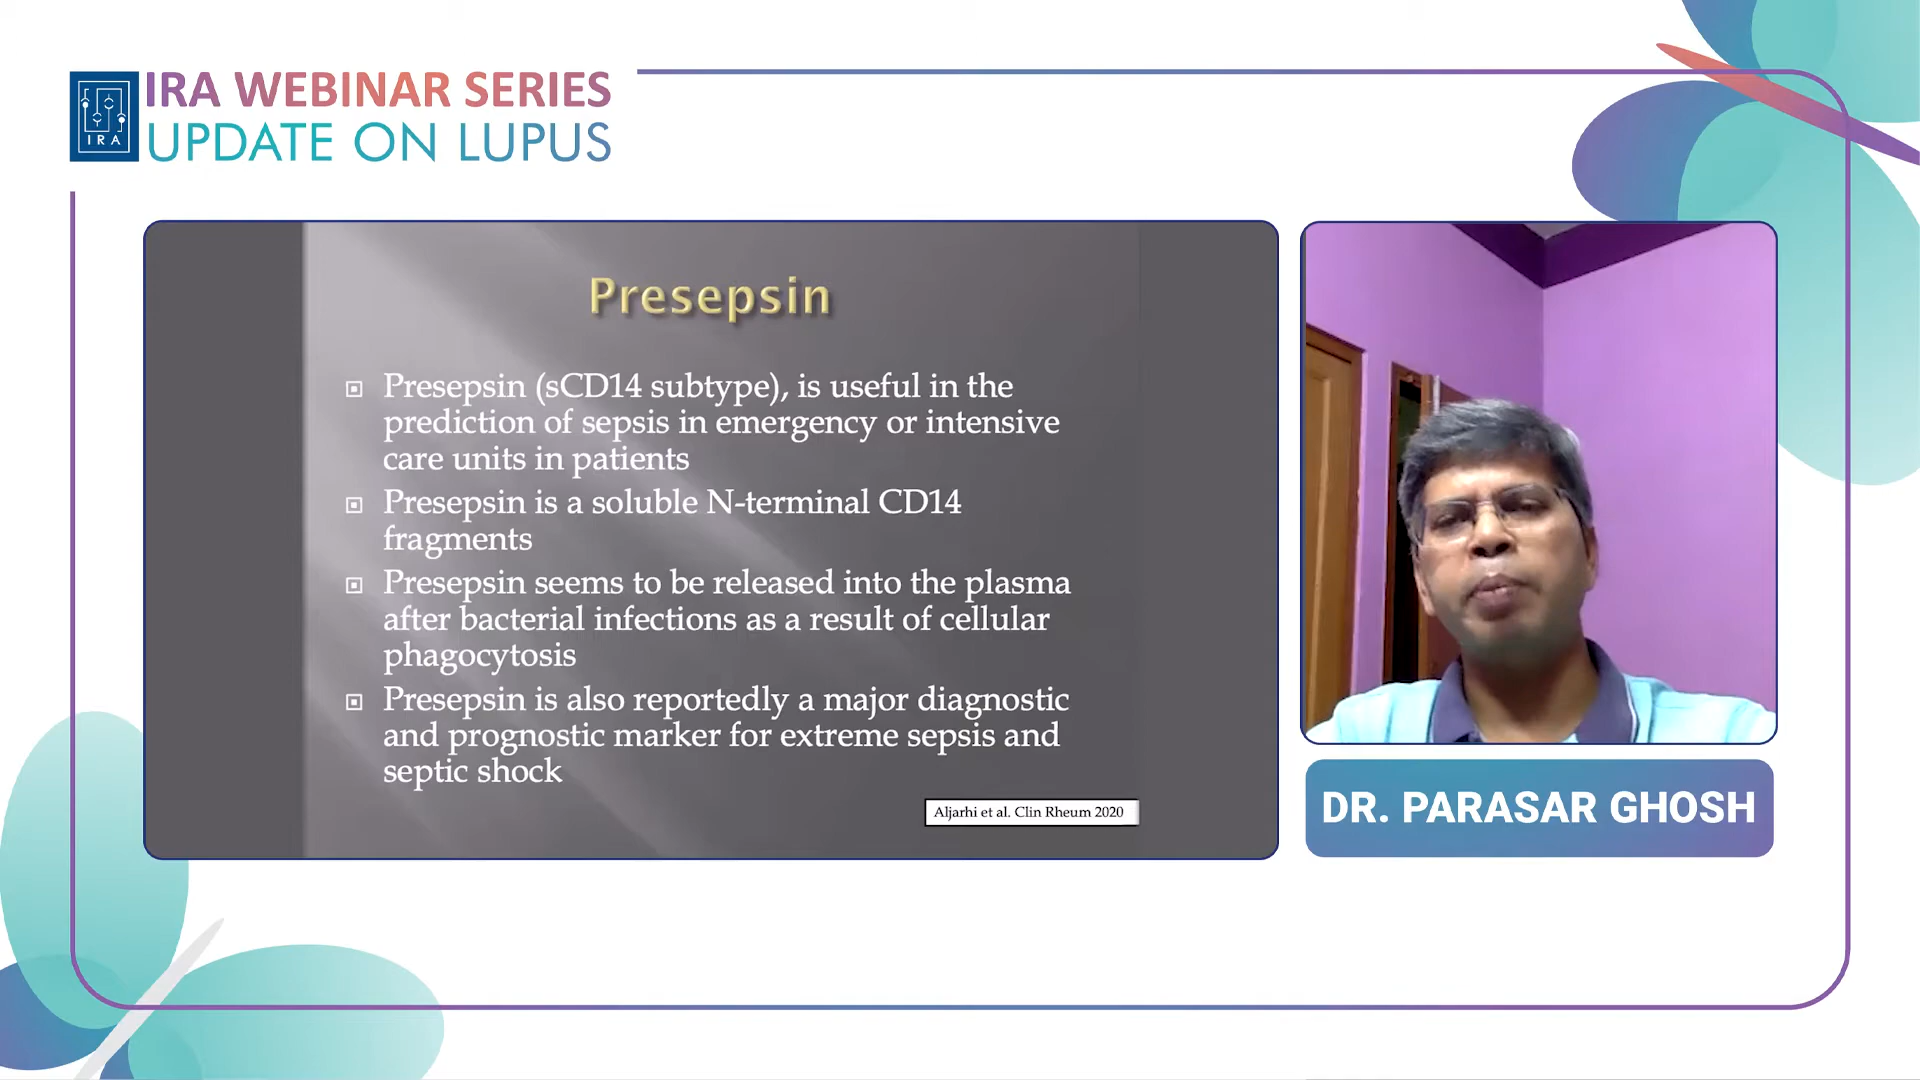 IRA WEBINAR SERIES
UPDATE ON LUPUS
IRA
Presepsin
Presepsin (sCD14 subtype), is useful in the
prediction of sepsis in emergency or intensive
care units in patients
Presepsin is a soluble N-terminal CD14
fragments
Presepsin seems to be released into the plasma
after bacterial infections as a result of cellular
phagocytosis
Presepsin is also reportedly a major diagnostic
and prognostic marker for extreme sepsis and
septic shock
Aljarhi et al. Clin Rheum 2020
DR. PARASAR GHOSH